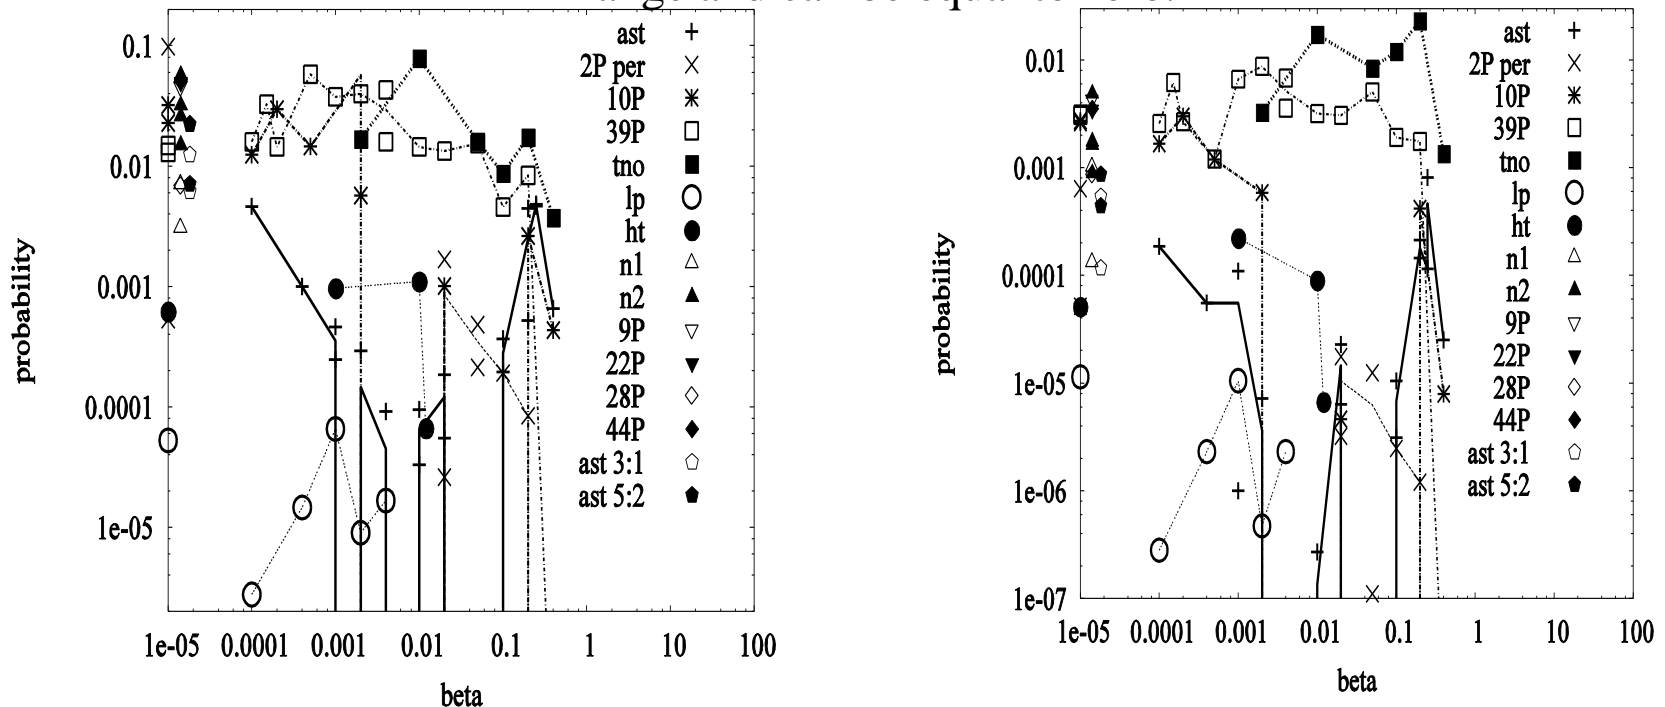 0.1
0.01
0.001
0.0001
1e-05
1e-05 0.0001 0.001 0.01 0.1 1 10 100
beta
probability
ast
2P per
10P
39P
tno
lp
ht
n1
n2
9P
22P
28P
44P
ast 3:1
ast 5:2
0.01
0.001
0.0001
1e-05
1e-06
1e-07
1e-05 0.0001 0.001 0.01 0.1 1 10 100
beta
probability
ast
2P per
10P
39P
tno
lp
ht
n1
n2
9P
22P
28P
44P
ast 3:1
ast 5:2